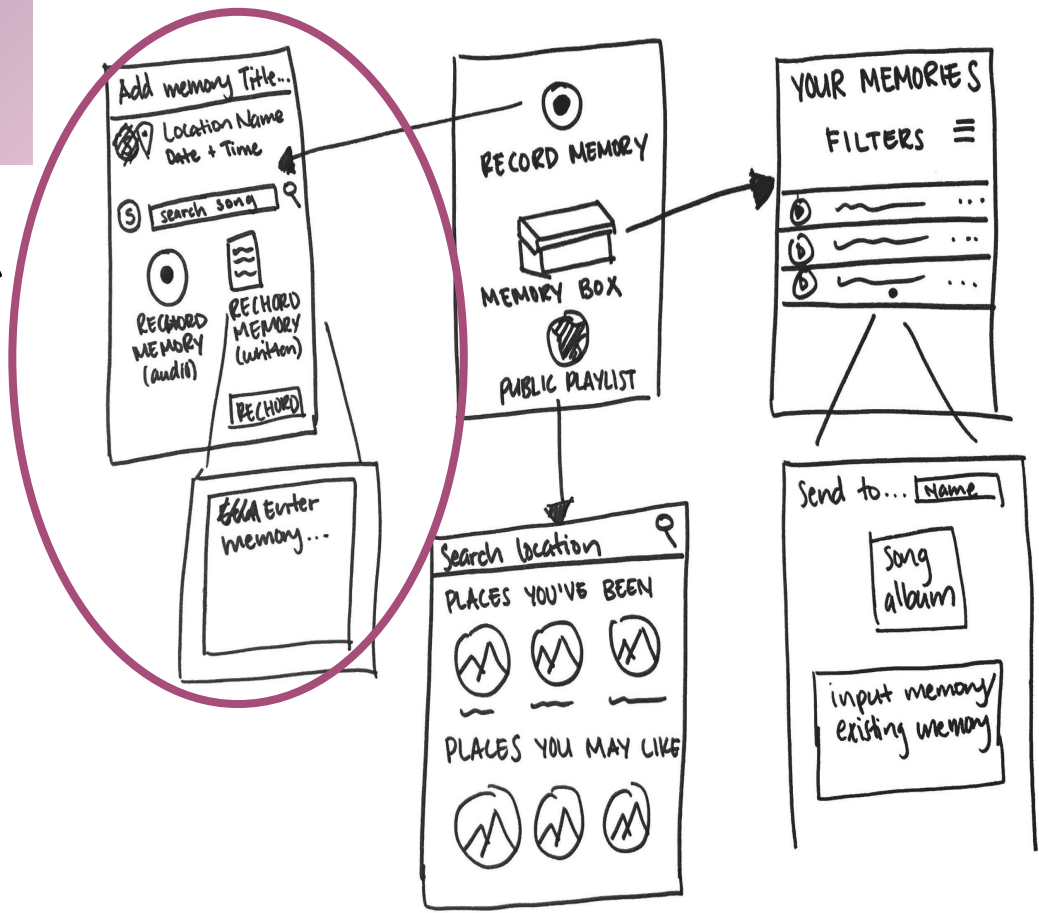 Add memory Title...
Location Name
Date + Time
S
search song
RECHORD
MEMORY
(audio)
RECHORD
MEMORY
(written)
RECHORD
Enter
memory...
RECORD MEMORY
MEMORY BOX
PUBLIC PLAYLIST
YOUR MEMORIES
FILTERS
Send to... Name
song
album
input memory/
existing memory
Search location
PLACES YOU'VE BEEN
PLACES YOU MAY LIKE